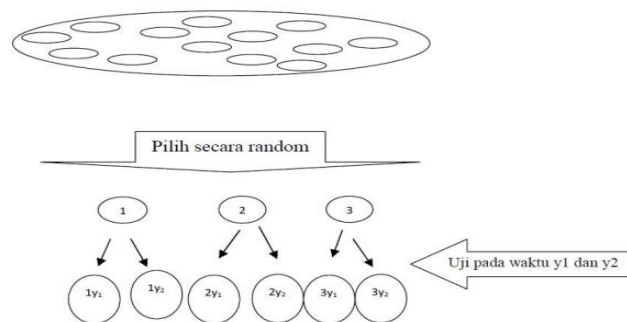 Pilih secara random
1 2 3
Uji pada waktu y1 dan y2
1y₁ 1y₂ 2y₁ 2y₂ 3y₁ 3y₂